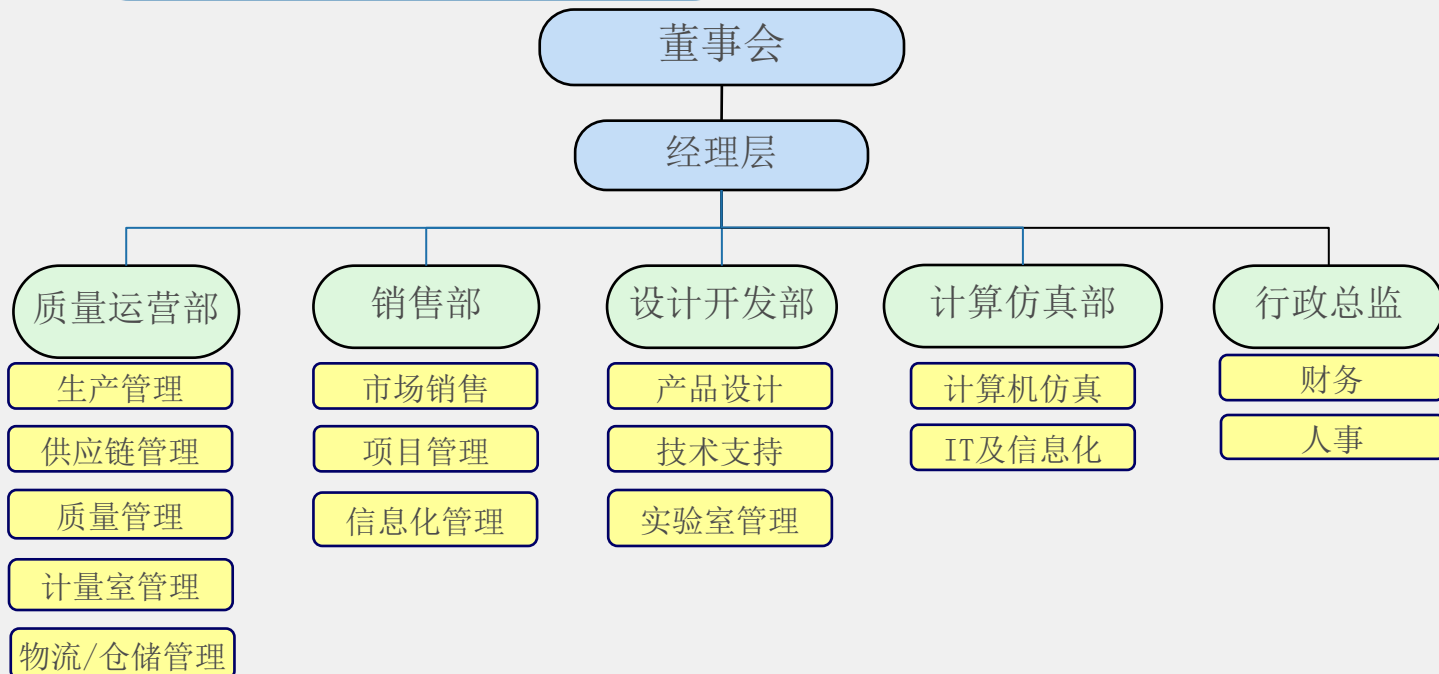 董事会
经理层
质量运营部
销售部
设计开发部
计算仿真部
行政总监
生产管理
市场销售
产品设计
计算机仿真
财务
供应链管理
项目管理
技术支持
IT及信息化
人事
质量管理
信息化管理
实验室管理
计量室管理
物流/仓储管理